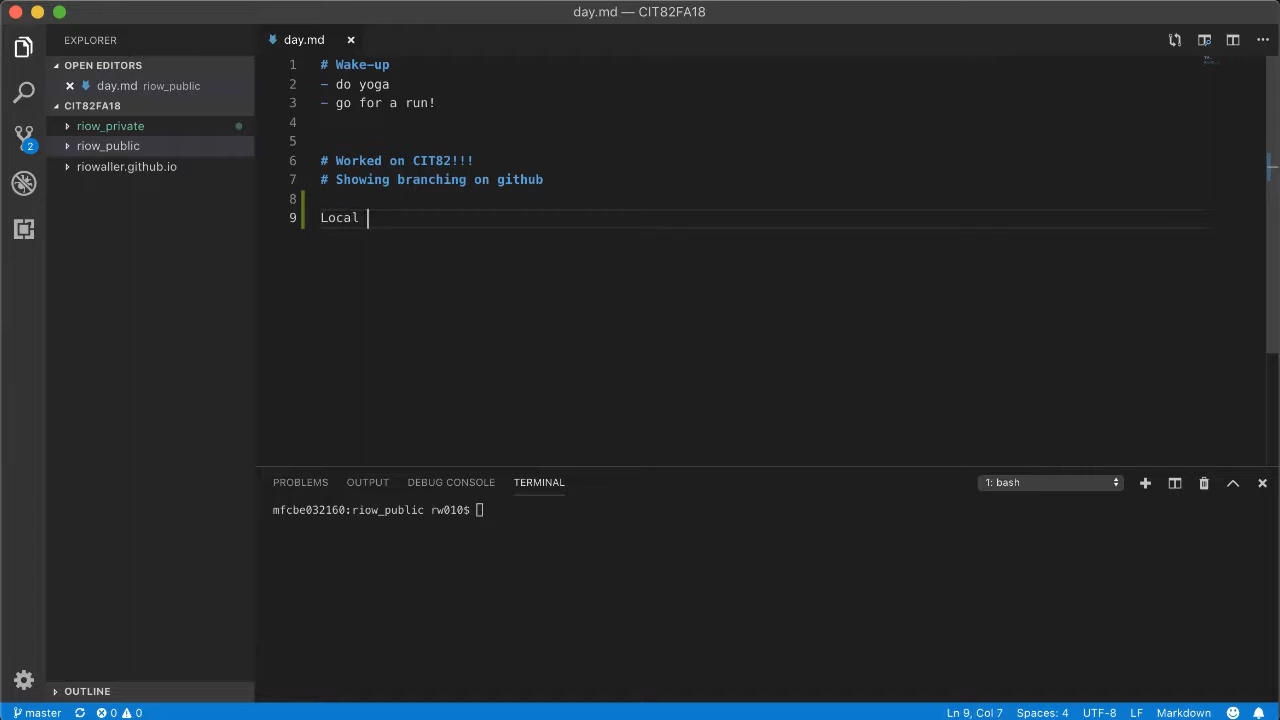 day.md — CIT82FA18
EXPLORER
OPEN EDITORS
day.md riow_public
CIT82FA18
riow_private
riow_public
riowaller.github.io
2
day.md
1 # Wake-up
2 - do yoga
3 - go for a run!
4
5
6 # Worked on CIT82!!!
7 # Showing branching on github
8
9 Local
PROBLEMS OUTPUT DEBUG CONSOLE TERMINAL 1: bash
mfcbe032160:riow_public rw010$
OUTLINE
master 0 0 Ln 9, Col 7 Spaces: 4 UTF-8 LF Markdown